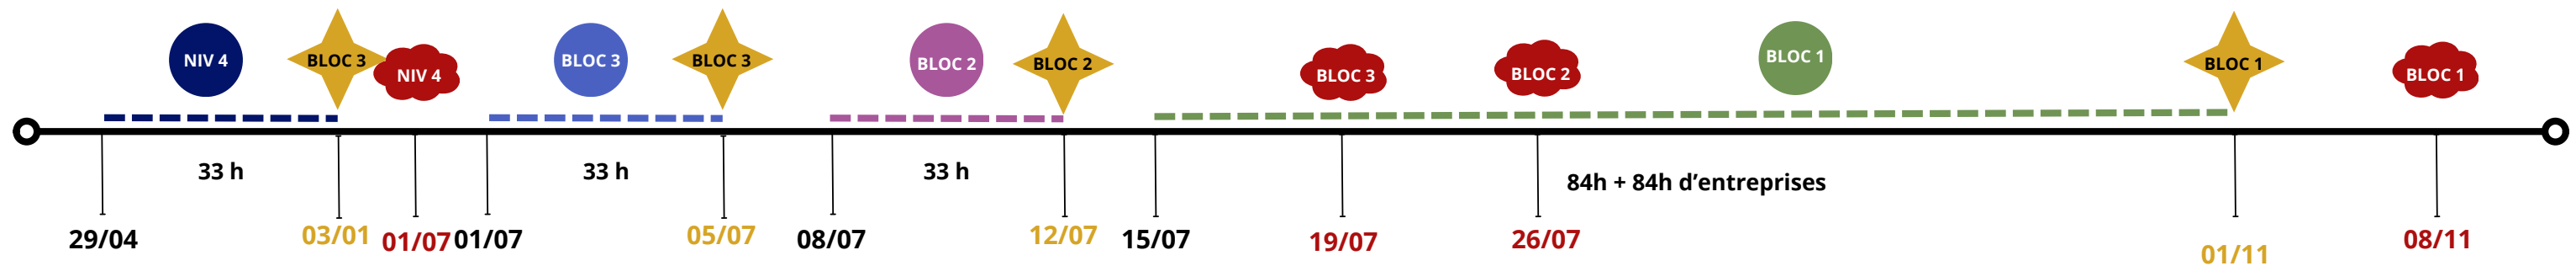 NIV 4
BLOC 3
NIV 4
BLOC 3
BLOC 3
BLOC 2
BLOC 2
BLOC 3
BLOC 2
BLOC 1
BLOC 1
BLOC 1
33 h
33 h
33 h
84h + 84h d’entreprises
29/04
03/01
01/07
01/07
05/07
08/07
12/07
15/07
19/07
26/07
01/11
08/11